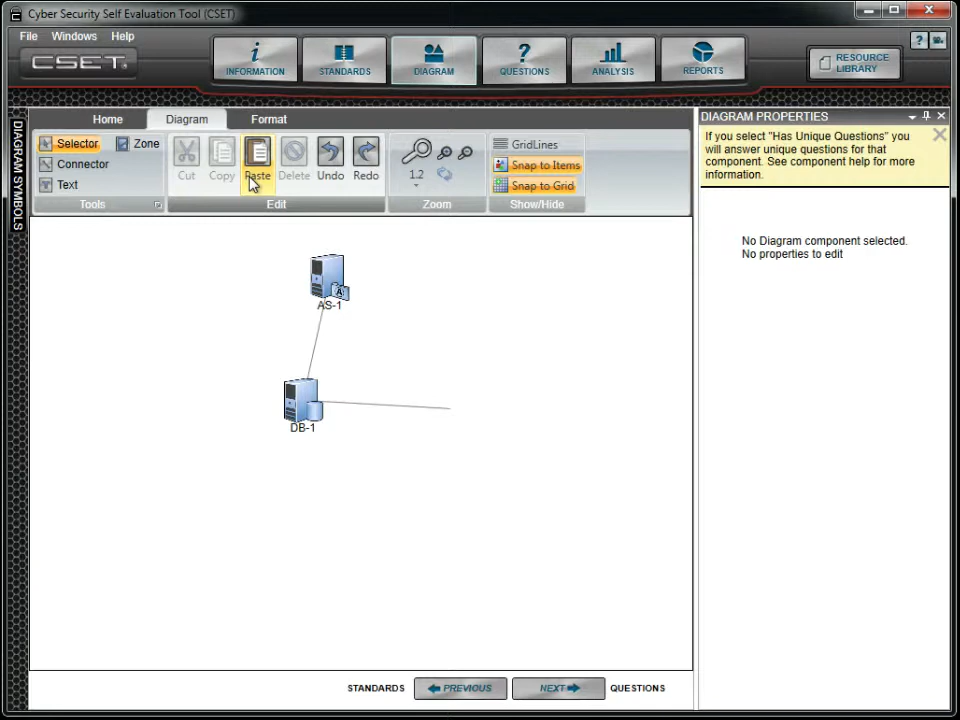 Cyber Security Self Evaluation Tool (CSET)
File Windows Help
CSET
INFORMATION
STANDARDS
DIAGRAM
QUESTIONS
ANALYSIS
REPORTS
RESOURCE
LIBRARY
DIAGRAM SYMBOLS
Home Diagram Format
Selector Zone
Connector
Text
Tools
Cut Copy Paste Delete Undo Redo
Edit
1.2
Zoom
GridLines
Snap to Items
Snap to Grid
Show/Hide
AS-1
DB-1
DIAGRAM PROPERTIES
If you select "Has Unique Questions" you
will answer unique questions for that
component. See component help for more
information.
No Diagram component selected.
No properties to edit
STANDARDS PREVIOUS NEXT QUESTIONS